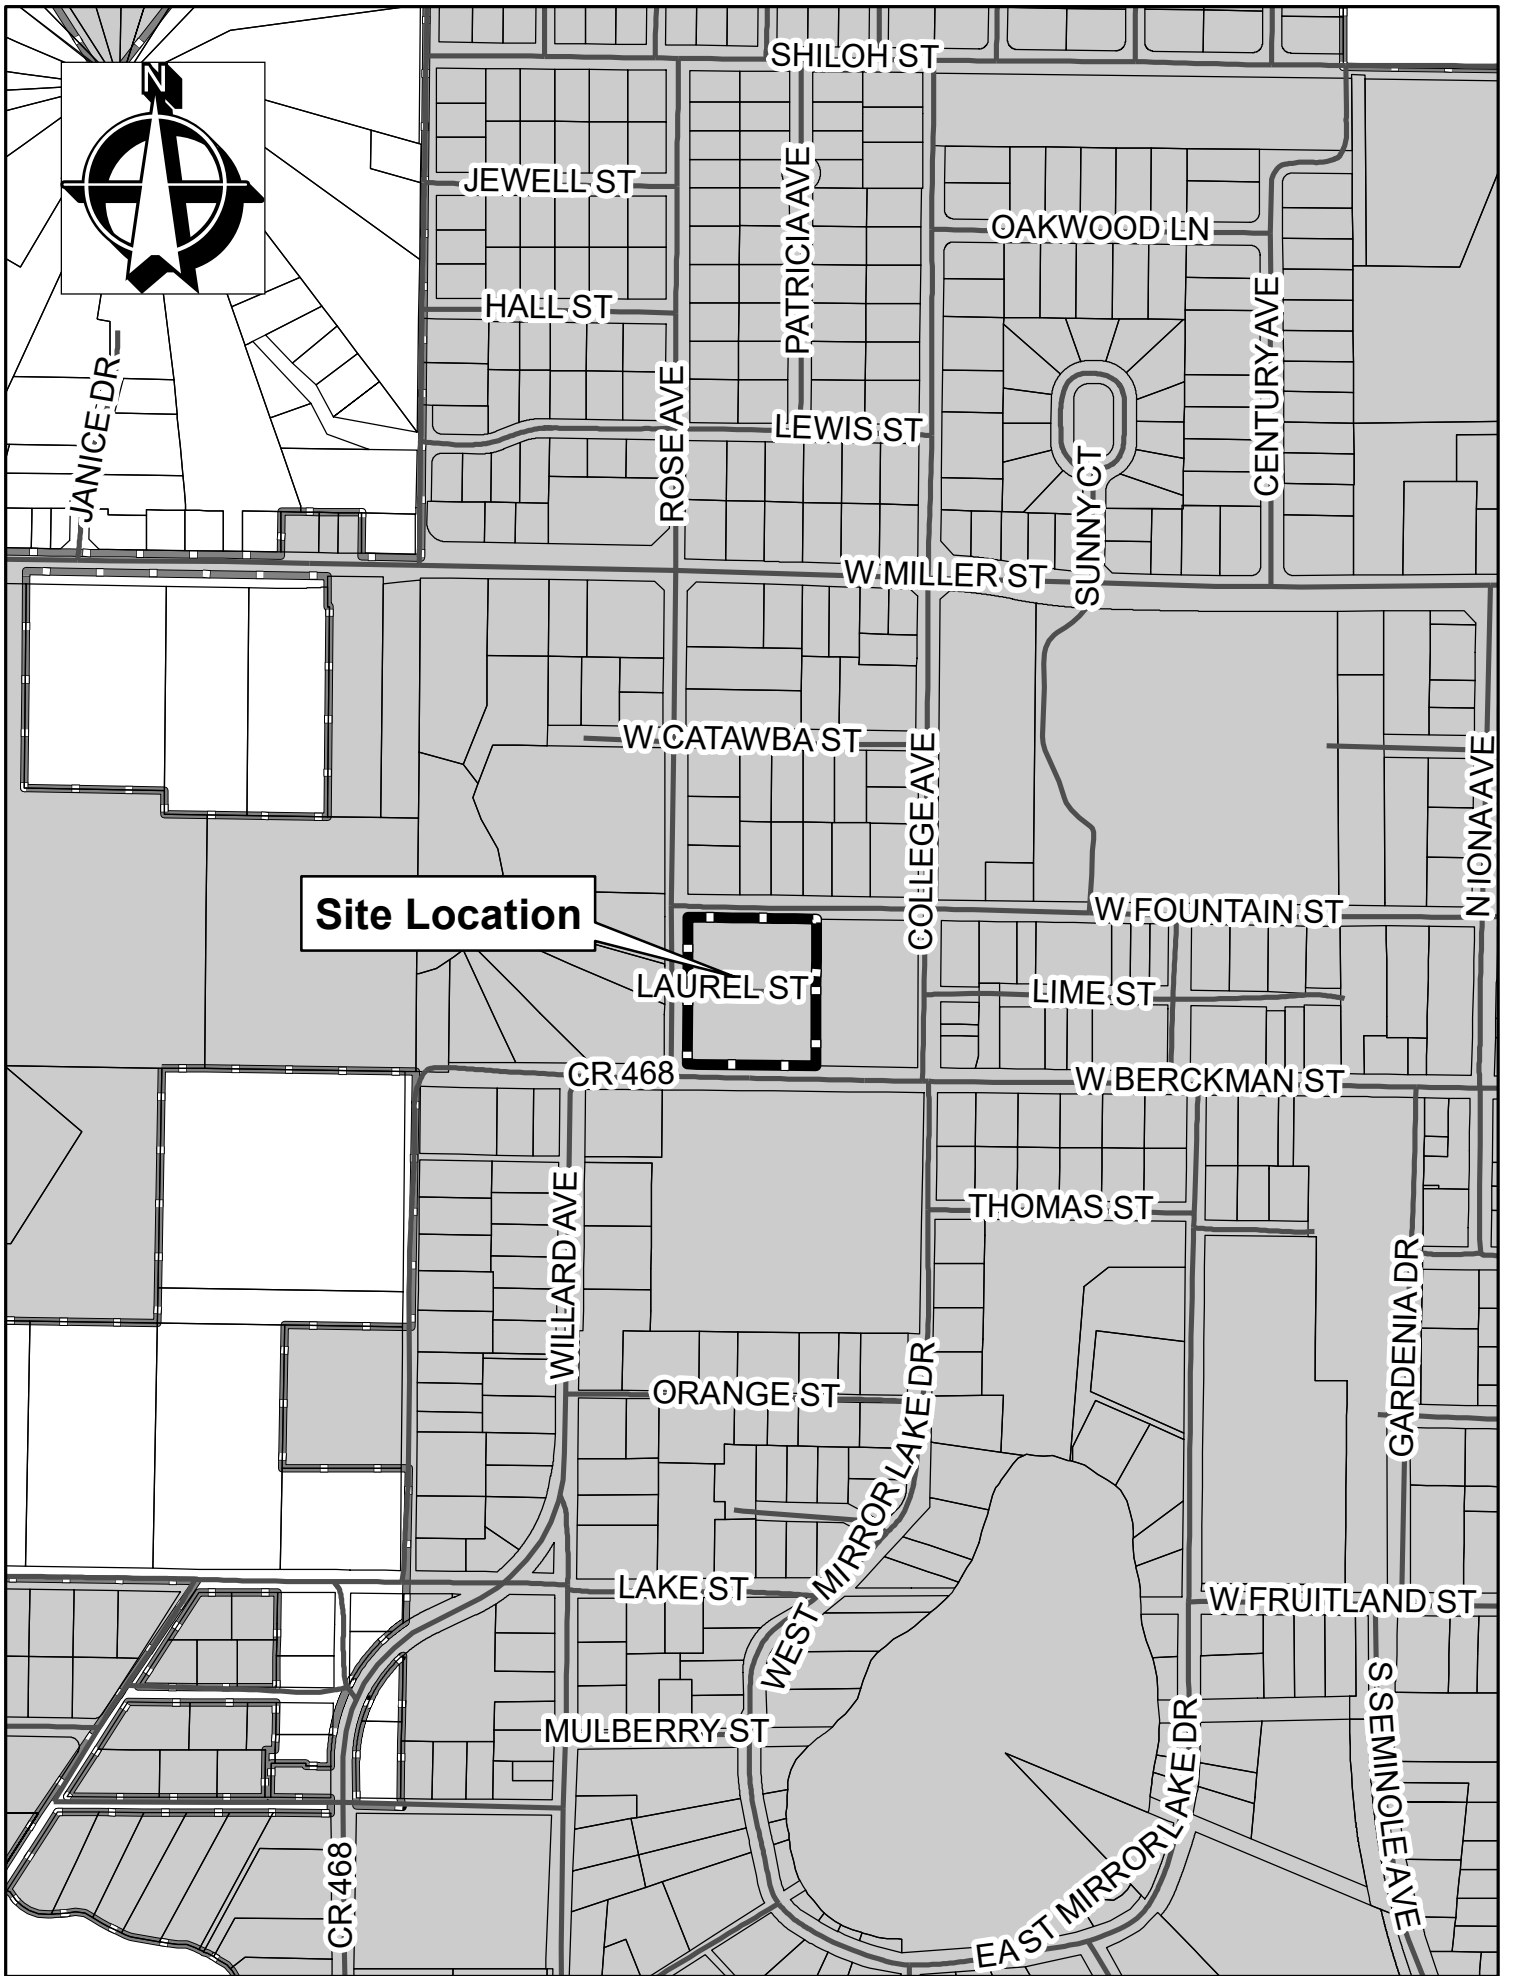 SHILOH ST
N
JEWELL ST
PATRICIA AVE
OAKWOOD LN
HALL ST
CENTURY AVE
JANICE DR
ROSE AVE
LEWIS ST
SUNNY CT
W MILLER ST
W CATAWBA ST
COLLEGE AVE
N IONA AVE
Site Location
W FOUNTAIN ST
LAUREL ST
LIME ST
CR 468
W BERCKMAN ST
WILLARD AVE
THOMAS ST
GARDENIA DR
ORANGE ST
WEST MIRROR LAKE DR
LAKE ST
W FRUITLAND ST
MULBERRY ST
S SEMINOLE AVE
EAST MIRROR LAKE DR
CR 468